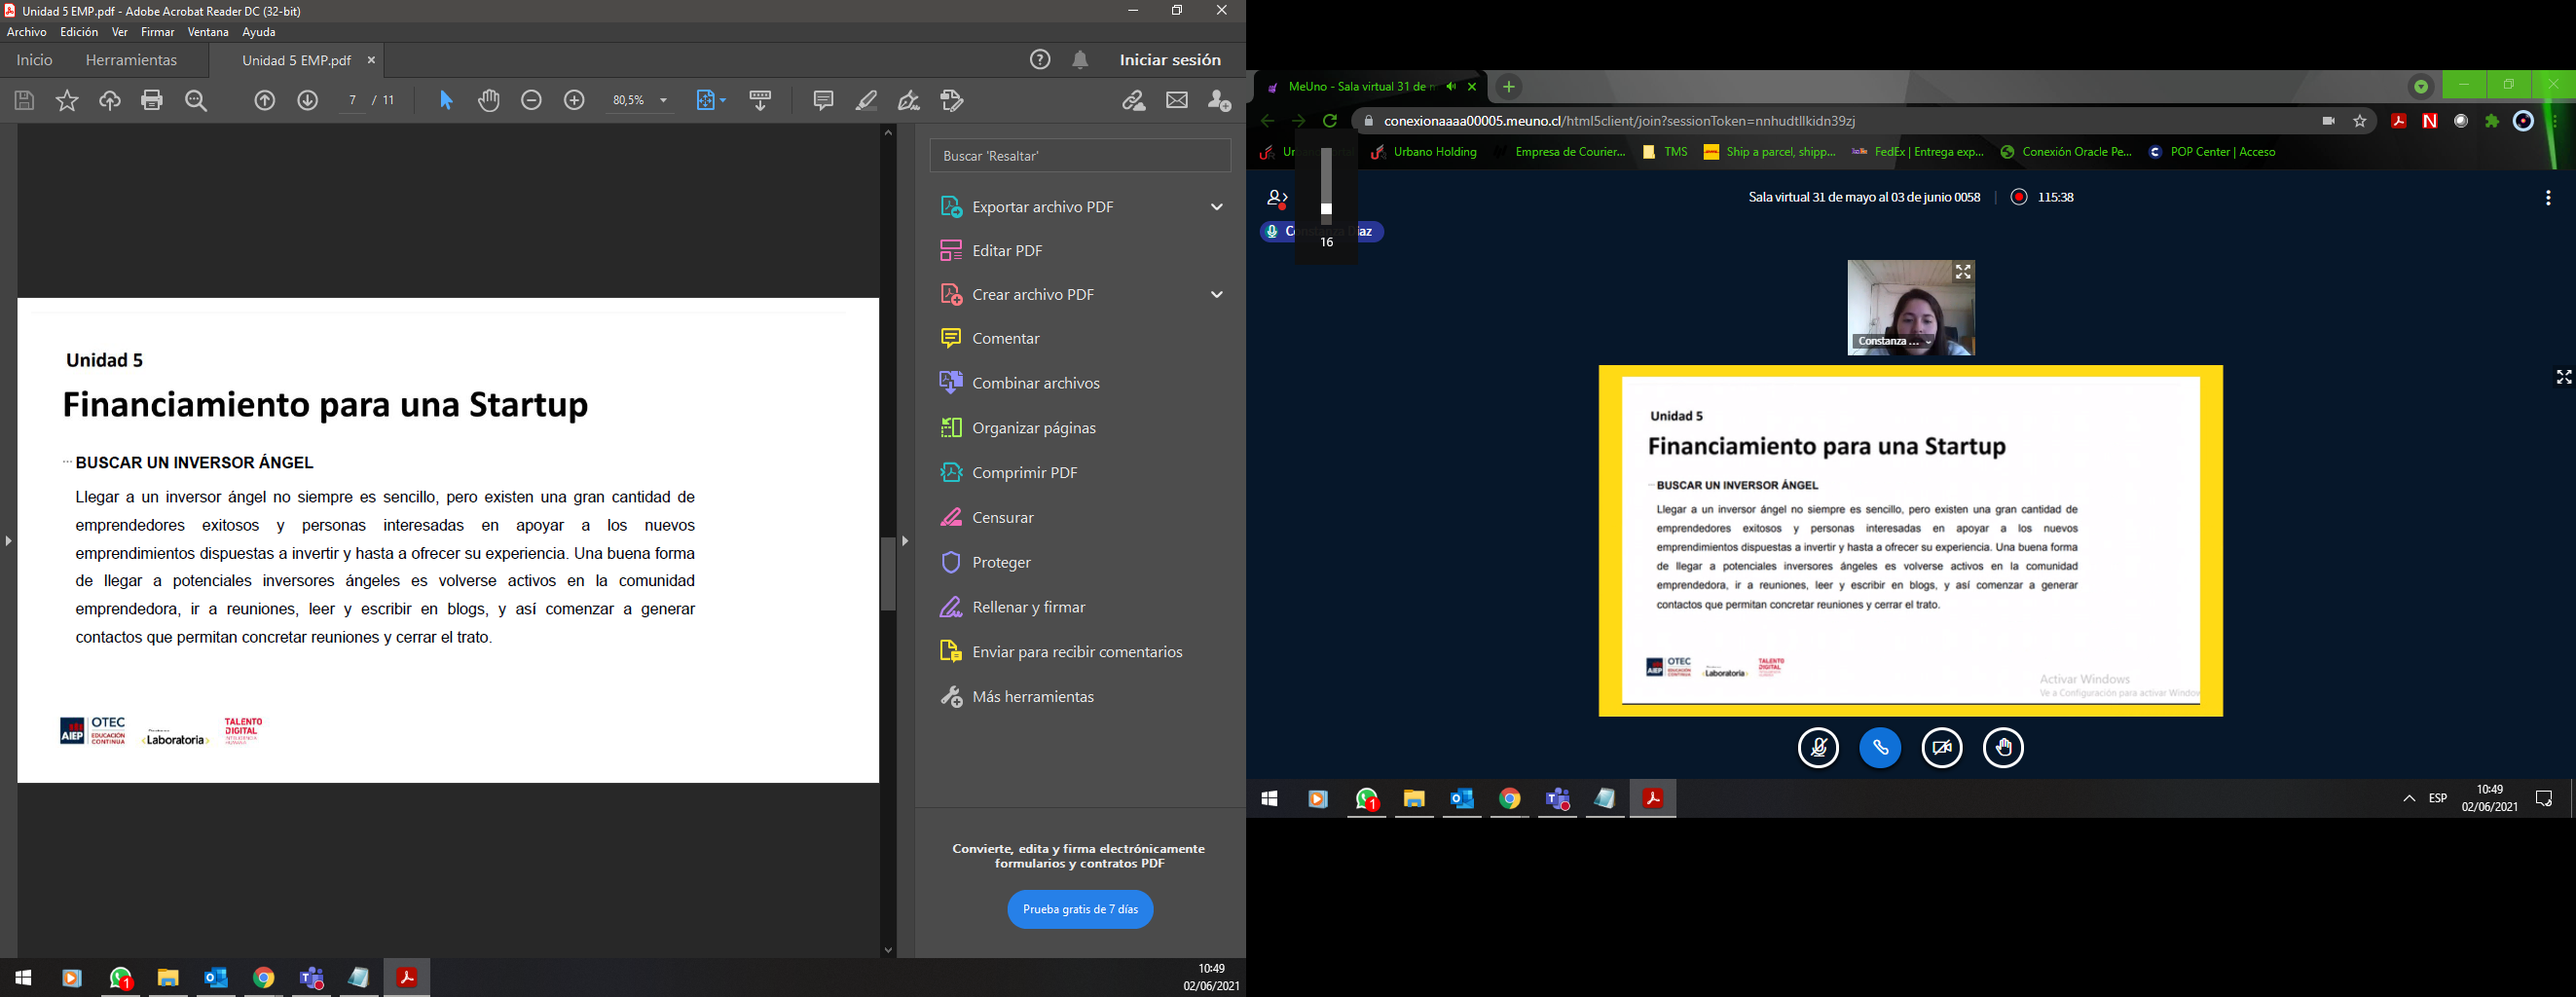 Unidad 5 EMP.pdf - Adobe Acrobat Reader DC (32-bit)
Archivo Edición Ver Firmar Ventana Ayuda
Inicio Herramientas Unidad 5 EMP.pdf Iniciar sesión
7 / 11 80,5%
Unidad 5
Financiamiento para una Startup
BUSCAR UN INVERSOR ÁNGEL
Llegar a un inversor ángel no siempre es sencillo, pero existen una gran cantidad de
emprendedores exitosos y personas interesadas en apoyar a los nuevos
emprendimientos dispuestas a invertir y hasta a ofrecer su experiencia. Una buena forma
de llegar a potenciales inversores ángeles es volverse activos en la comunidad
emprendedora, ir a reuniones, leer y escribir en blogs, y así comenzar a generar
contactos que permitan concretar reuniones y cerrar el trato.
AIEP
OTEC
EDUCACIÓN
CONTINUA
Laboratoria
TALENTO
DIGITAL
Buscar 'Resaltar'
Exportar archivo PDF
Editar PDF
Crear archivo PDF
Comentar
Combinar archivos
Organizar páginas
Comprimir PDF
Censurar
Proteger
Rellenar y firmar
Enviar para recibir comentarios
Más herramientas
Convierte, edita y firma electrónicamente
formularios y contratos PDF
Prueba gratis de 7 días
1
10:49
02/06/2021
MeUno - Sala virtual 31 de
conexionaaaa00005.meuno.cl/html5client/join?sessionToken=nnhudtllkidn39zj
Urbano Holding Empresa de Courier... TMS Ship a parcel, shipp... FedEx | Entrega exp... Conexión Oracle Pe... POP Center | Acceso
Sala virtual 31 de mayo al 03 de junio 0058 115:38
Constanza Diaz
16
Constanza ...
Unidad 5
Financiamiento para una Startup
BUSCAR UN INVERSOR ÁNGEL
Llegar a un inversor ángel no siempre es sencillo, pero existen una gran cantidad de
emprendedores exitosos y personas interesadas en apoyar a los nuevos
emprendimientos dispuestas a invertir y hasta a ofrecer su experiencia. Una buena forma
de llegar a potenciales inversores ángeles es volverse activos en la comunidad
emprendedora, ir a reuniones, leer y escribir en blogs, y así comenzar a generar
contactos que permitan concretar reuniones y cerrar el trato.
AIEP
OTEC
EDUCACIÓN
CONTINUA
Laboratoria
TALENTO
DIGITAL
Activar Windows
Ve a Configuración para activar Window
1
ESP
10:49
02/06/2021